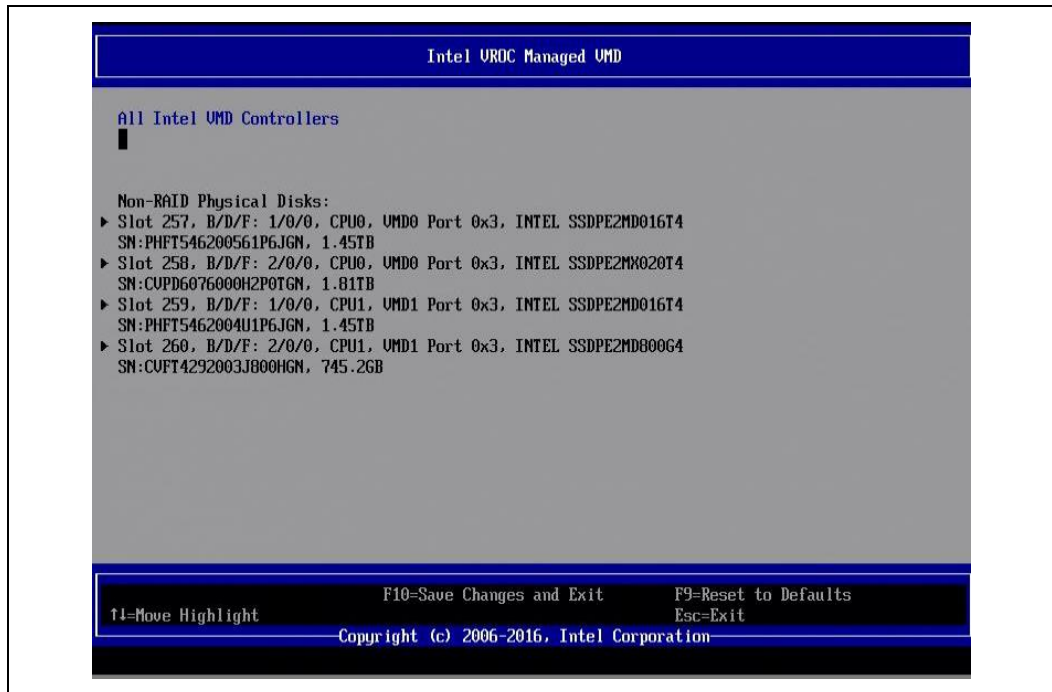 Intel VROC Managed VMD
All Intel VMD Controllers
Non-RAID Physical Disks:
Slot 257, B/D/F: 1/0/0, CPU0, VMD0 Port 0x3, INTEL SSDPE2MD016T4
SN:PHFT546200561P6JGN, 1.45TB
Slot 258, B/D/F: 2/0/0, CPU0, VMD0 Port 0x3, INTEL SSDPE2MX020T4
SN:CVPD6076000H2P0TGN, 1.81TB
Slot 259, B/D/F: 1/0/0, CPU1, VMD1 Port 0x3, INTEL SSDPE2MD016T4
SN:PHFT5462004U1P6JGN, 1.45TB
Slot 260, B/D/F: 2/0/0, CPU1, VMD1 Port 0x3, INTEL SSDPE2MD800G4
SN:CVFT4292003J800HGN, 745.2GB
F10=Save Changes and Exit F9=Reset to Defaults
↑↓=Move Highlight Esc=Exit
Copyright (c) 2006-2016, Intel Corporation